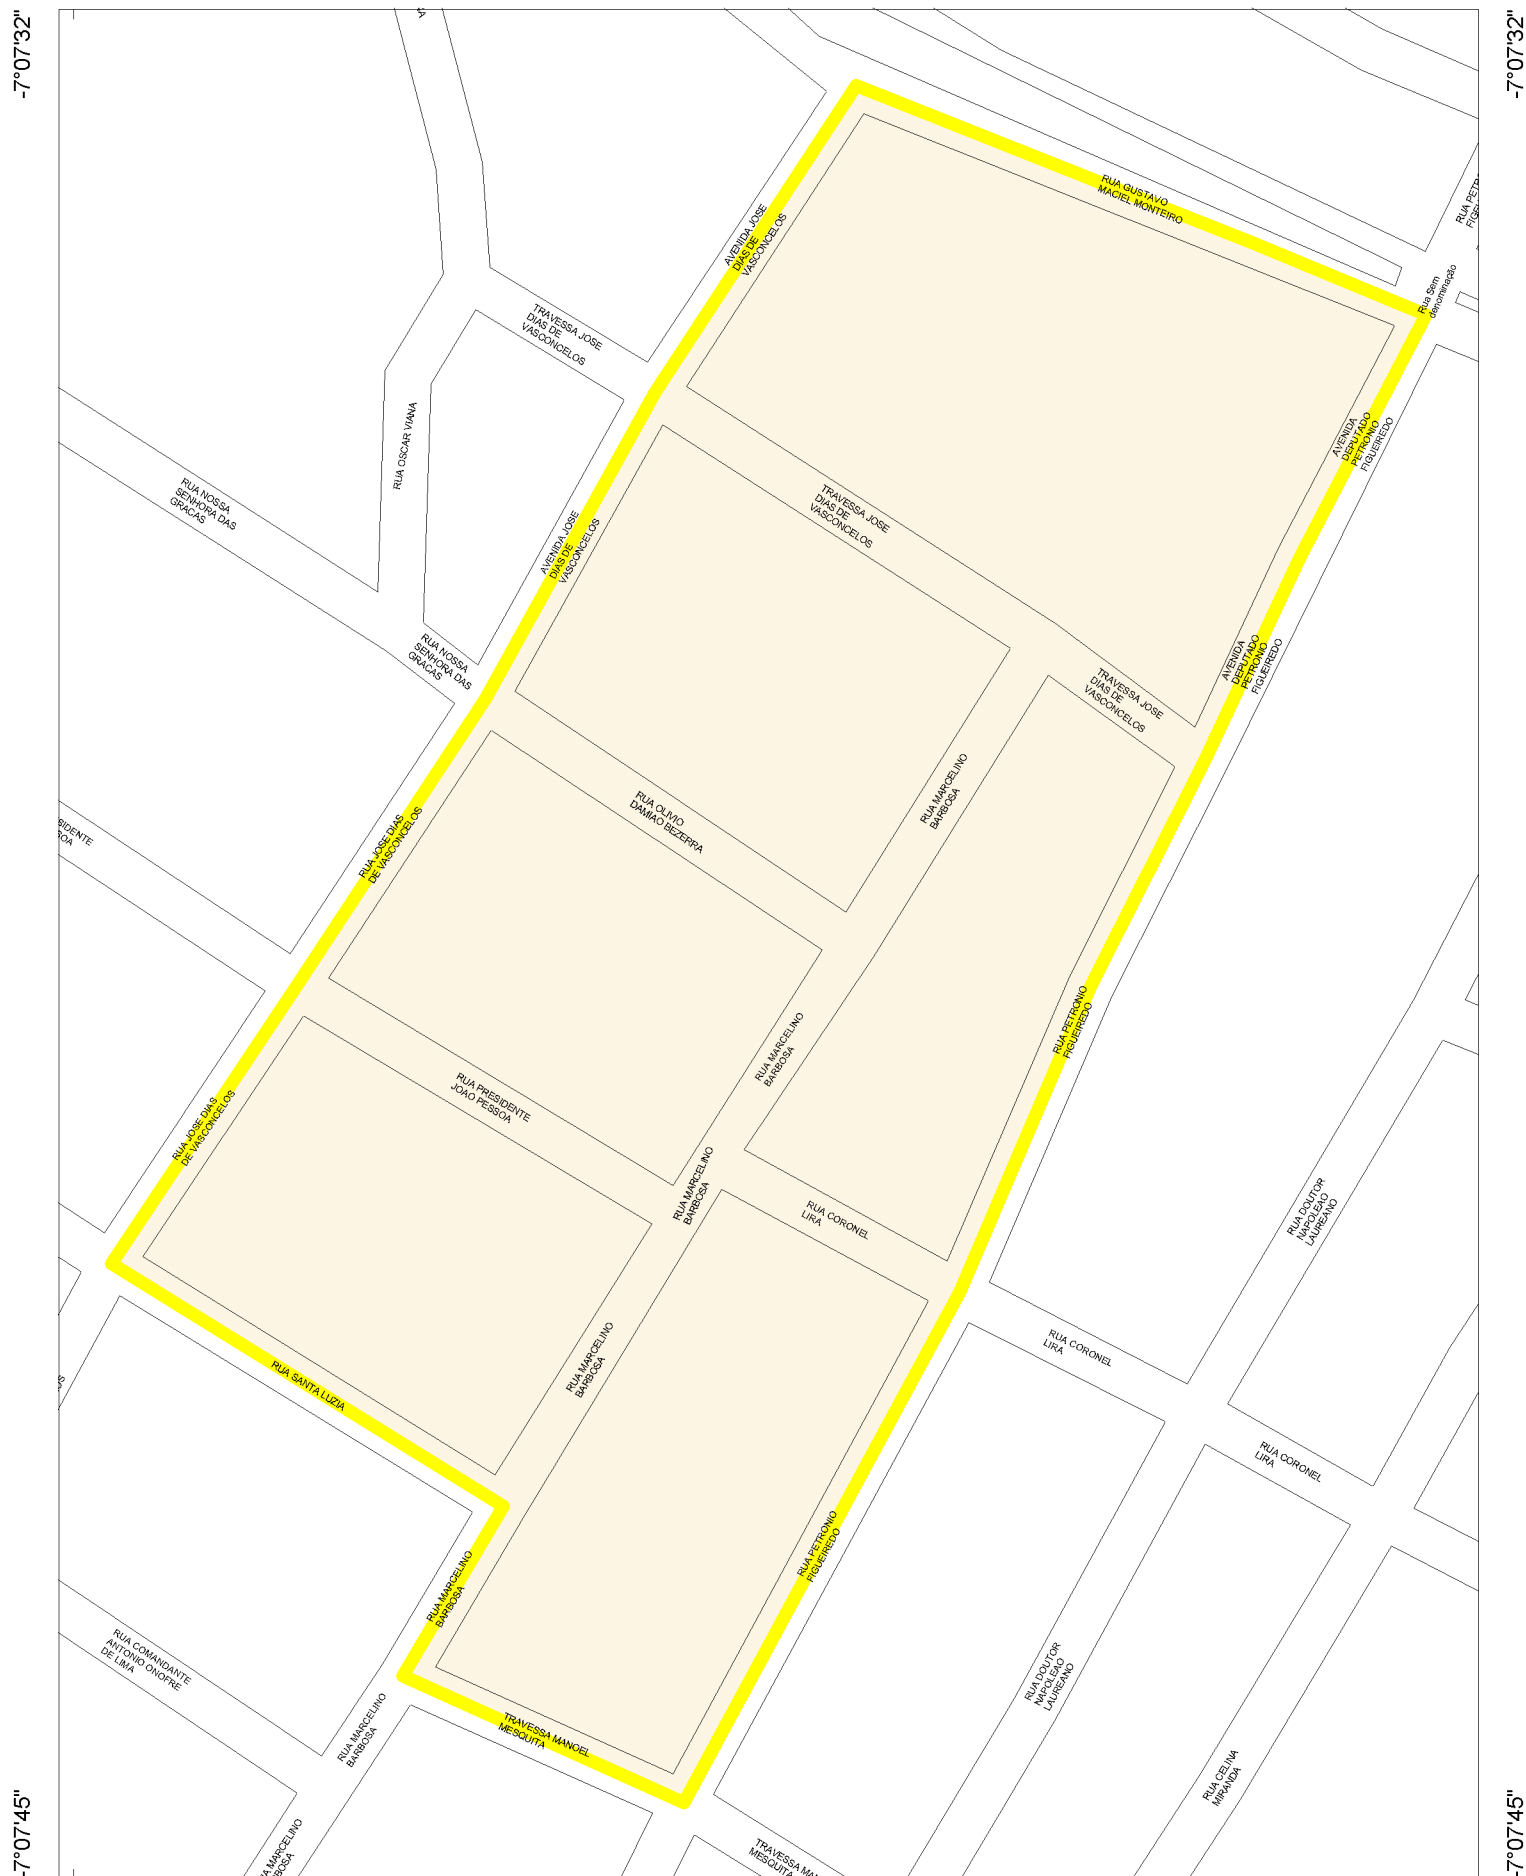 -7°07'32"
-7°07'32"
RUA GUSTAVO
MACIEL MONTEIRO
AVENIDA JOSE
DIAS DE
VASCONCELOS
Rua Sem
denominação
TRAVESSA JOSE
DIAS DE
VASCONCELOS
RUA OSCAR VIANA
AVENIDA
DEPUTADO
PETRONIO
FIGUEIREDO
RUA NOSSA
SENHORA DAS
GRACAS
TRAVESSA JOSE
DIAS DE
VASCONCELOS
AVENIDA JOSE
DIAS DE
VASCONCELOS
RUA NOSSA
SENHORA DAS
GRACAS
AVENIDA
DEPUTADO
PETRONIO
FIGUEIREDO
TRAVESSA JOSE
DIAS DE
VASCONCELOS
RUA MARCELINO
BARBOSA
RUA OLIVIO
DAMIAO BEZERRA
RUA JOSE DIAS
DE VASCONCELOS
SIDENTE
SOA
RUA PETRONIO
FIGUEIREDO
RUA MARCELINO
BARBOSA
RUA PRESIDENTE
JOAO PESSOA
RUA JOSE DIAS
DE VASCONCELOS
RUA MARCELINO
BARBOSA
RUA CORONEL
LIRA
RUA DOUTOR
NAPOLEAO
LAUREANO
RUA CORONEL
LIRA
RUA MARCELINO
BARBOSA
RUA SANTA LUZIA
RUA CORONEL
LIRA
RUA PETRONIO
FIGUEIREDO
RUA MARCELINO
BARBOSA
RUA COMANDANTE
ANTONIO ONOFRE
DE LIMA
RUA DOUTOR
NAPOLEAO
LAUREANO
RUA MARCELINO
BARBOSA
TRAVESSA MANOEL
MESQUITA
RUA CELINA
MIRANDA
-7°07'45"
-7°07'45"
A MARCELINO
BOSA
TRAVESSA MAN
MESQUITA